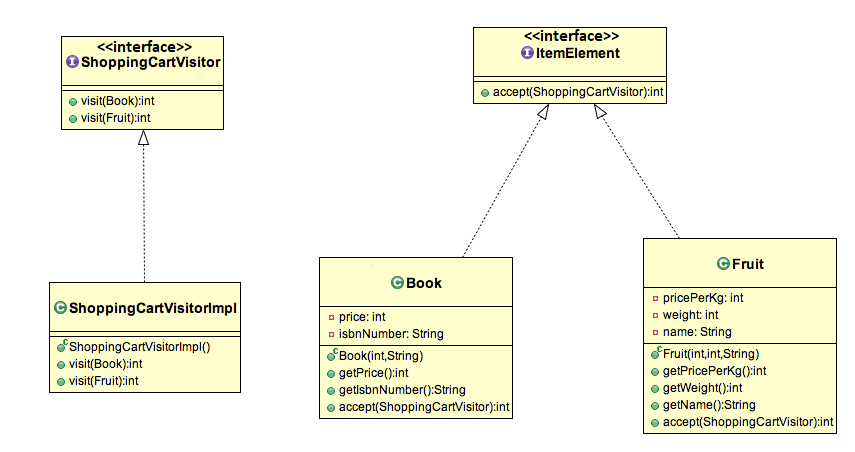 <<interface>>
ShoppingCartVisitor
visit(Book):int
visit(Fruit):int
<<interface>>
ItemElement
accept(ShoppingCartVisitor):int
ShoppingCartVisitorImpl
ShoppingCartVisitorImpl()
visit(Book):int
visit(Fruit):int
Book
price: int
isbnNumber: String
Book(int,String)
getPrice():int
getIsbnNumber():String
accept(ShoppingCartVisitor):int
Fruit
pricePerKg: int
weight: int
name: String
Fruit(int,int,String)
getPricePerKg():int
getWeight():int
getName():String
accept(ShoppingCartVisitor):int